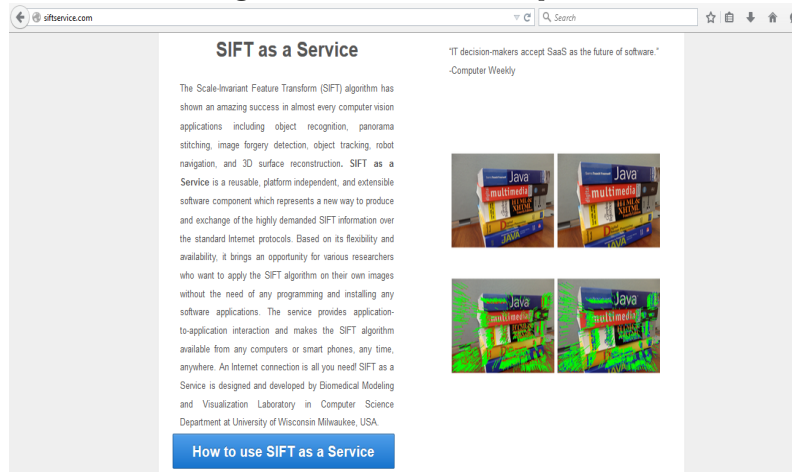 siftservice.com
Search
SIFT as a Service
The Scale-Invariant Feature Transform (SIFT) algorithm has
shown an amazing success in almost every computer vision
applications including object recognition, panorama
stitching, image forgery detection, object tracking, robot
navigation, and 3D surface reconstruction. SIFT as a
Service is a reusable, platform independent, and extensible
software component which represents a new way to produce
and exchange of the highly demanded SIFT information over
the standard Internet protocols. Based on its flexibility and
availability, it brings an opportunity for various researchers
who want to apply the SIFT algorithm on their own images
without the need of any programming and installing any
software applications. The service provides application-
to-application interaction and makes the SIFT algorithm
available from any computers or smart phones, any time,
anywhere. An Internet connection is all you need! SIFT as a
Service is designed and developed by Biomedical Modeling
and Visualization Laboratory in Computer Science
Department at University of Wisconsin Milwaukee, USA.
How to use SIFT as a Service
"IT decision-makers accept SaaS as the future of software."
-Computer Weekly
Java
multimedia
HTML &
XHTML
JAVA
Java
multimedia
HTML &
XHTML
JAVA
Java
multimedia
Java
multimedia